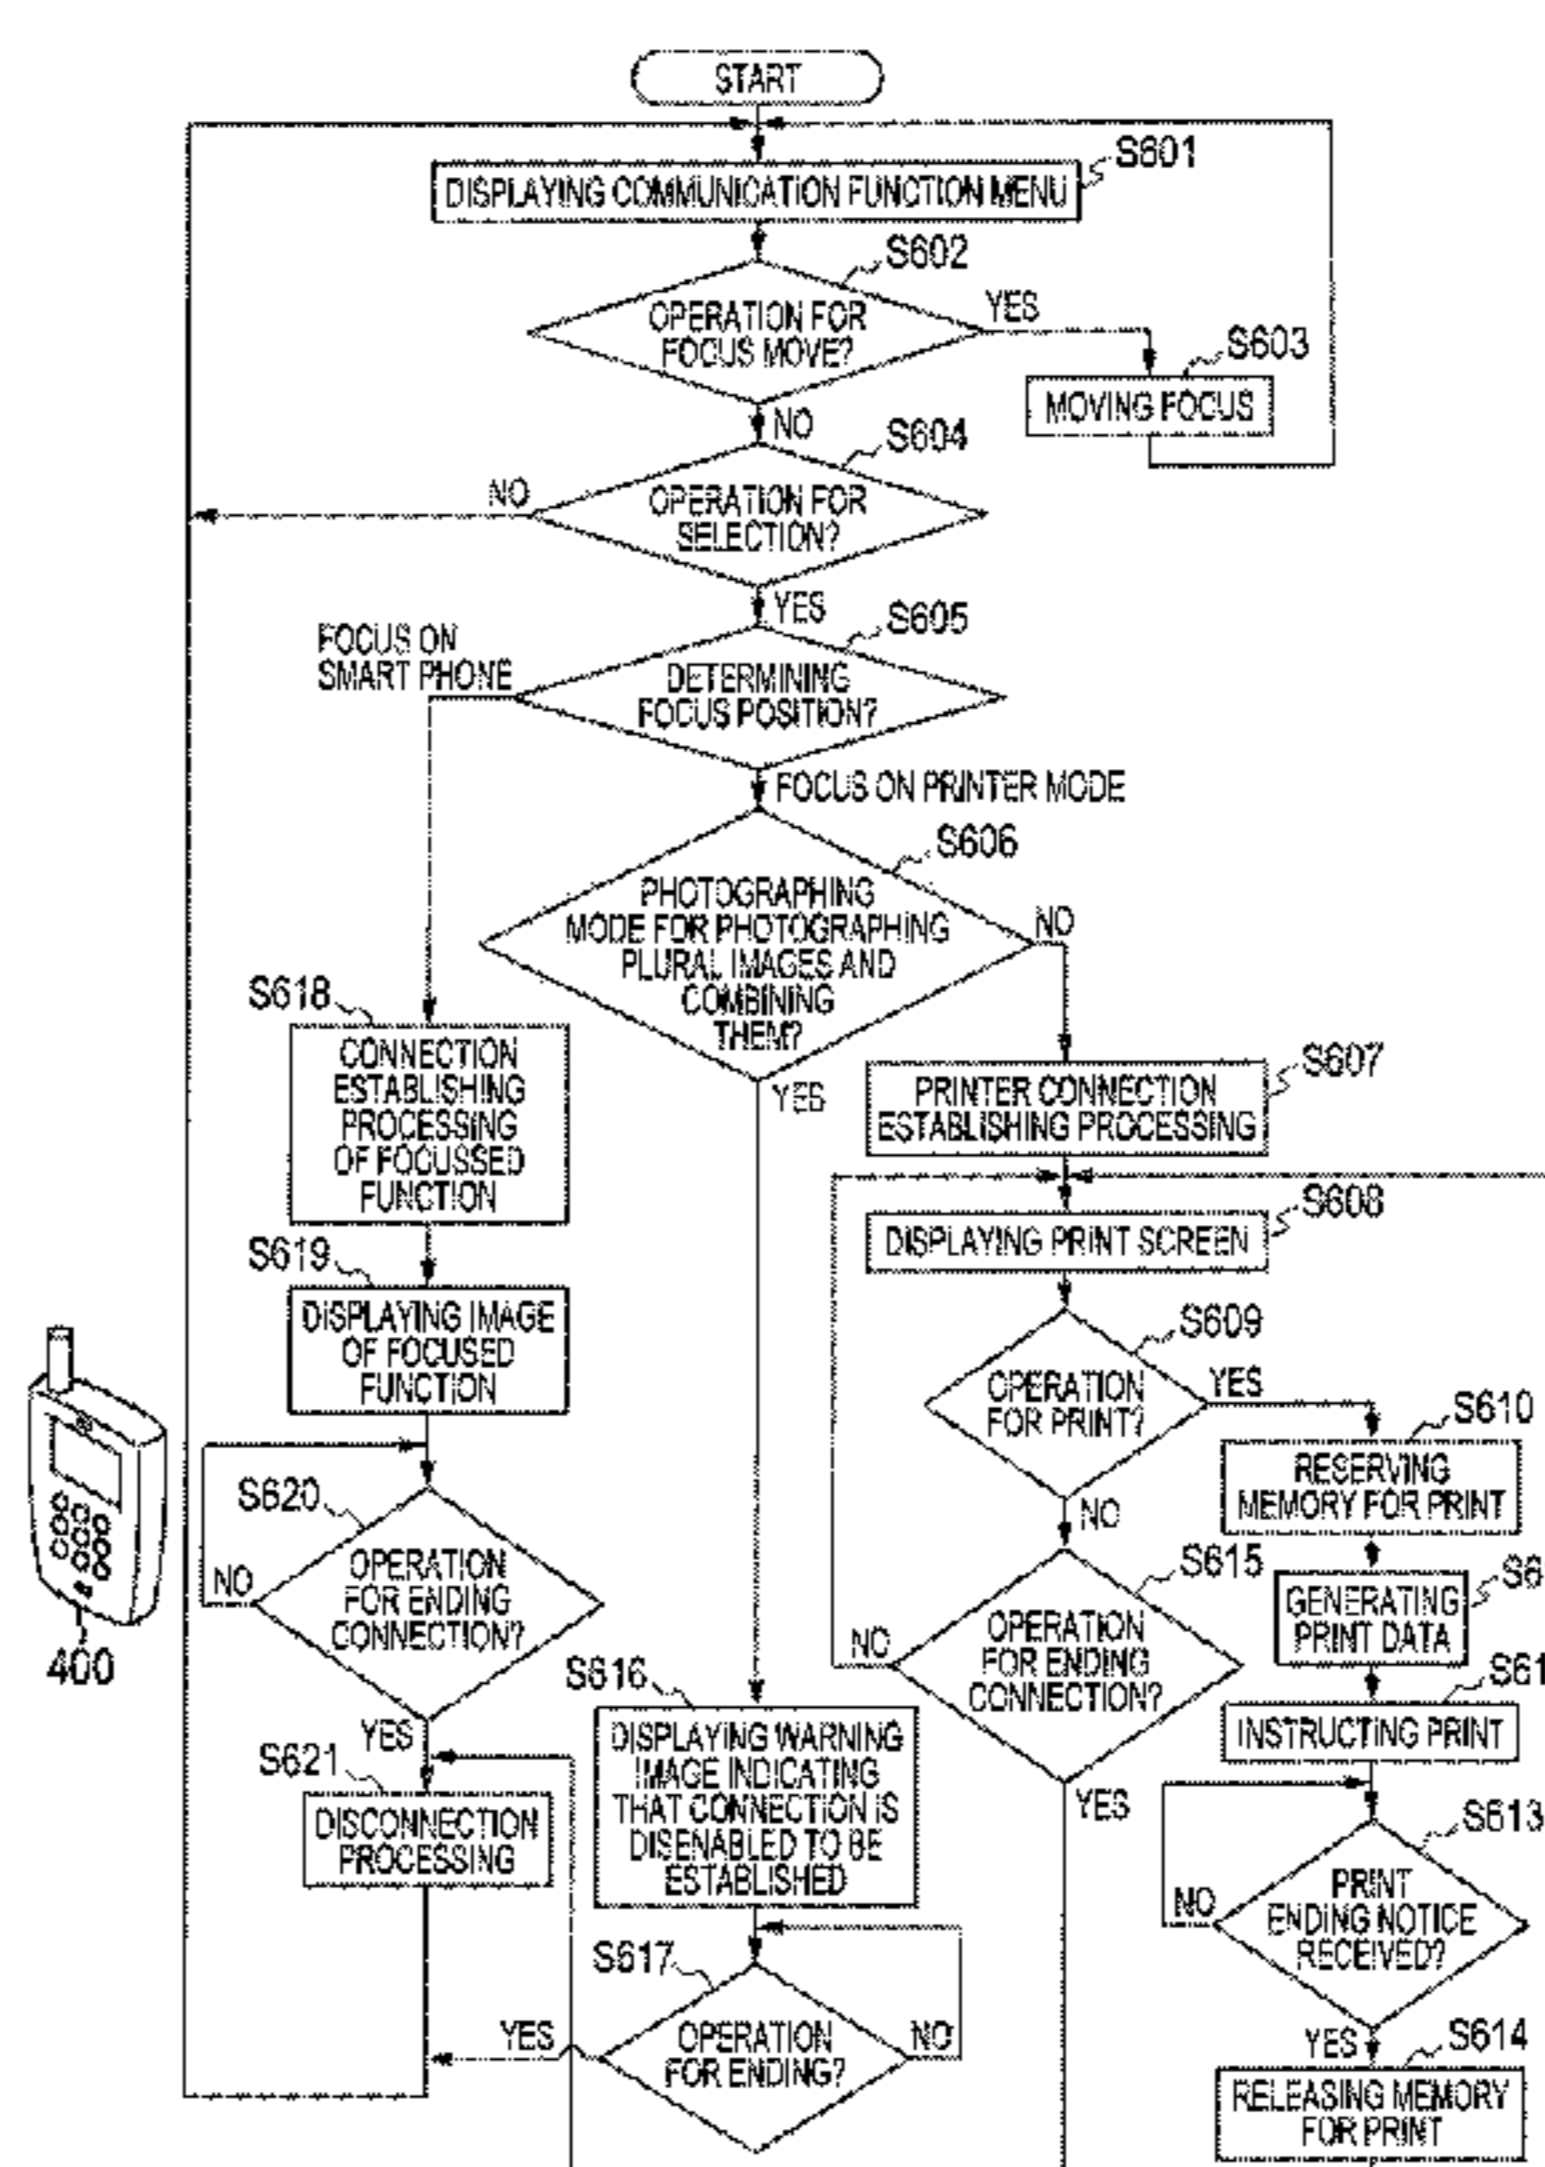 START
S601
DISPLAYING COMMUNICATION FUNCTION MENU
S602
OPERATION FOR
FOCUS MOVE?
YES
S603
MOVING FOCUS
NO
S604
NO
OPERATION FOR
SELECTION?
YES
S605
FOCUS ON
SMART PHONE
DETERMINING
FOCUS POSITION?
FOCUS ON PRINTER MODE
S606
PHOTOGRAPHING
MODE FOR PHOTOGRAPHING
PLURAL IMAGES AND
COMBINING
THEM?
NO
YES
S618
CONNECTION
ESTABLISHING
PROCESSING
OF FOCUSSED
FUNCTION
S607
PRINTER CONNECTION
ESTABLISHING PROCESSING
S608
DISPLAYING PRINT SCREEN
S619
DISPLAYING IMAGE
OF FOCUSED
FUNCTION
S609
OPERATION
FOR PRINT?
YES
S610
RESERVING
MEMORY FOR PRINT
NO
S620
OPERATION
FOR ENDING
CONNECTION?
NO
YES
400
S615
OPERATION
FOR ENDING
CONNECTION?
NO
YES
S6
GENERATING
PRINT DATA
S61
INSTRUCTING PRINT
S616
DISPLAYING WARNING
IMAGE INDICATING
THAT CONNECTION IS
DISENABLED TO BE
ESTABLISHED
S621
DISCONNECTION
PROCESSING
S613
PRINT
ENDING NOTICE
RECEIVED?
NO
YES
S617
OPERATION
FOR ENDING?
YES
NO
S614
RELEASING MEMORY
FOR PRINT